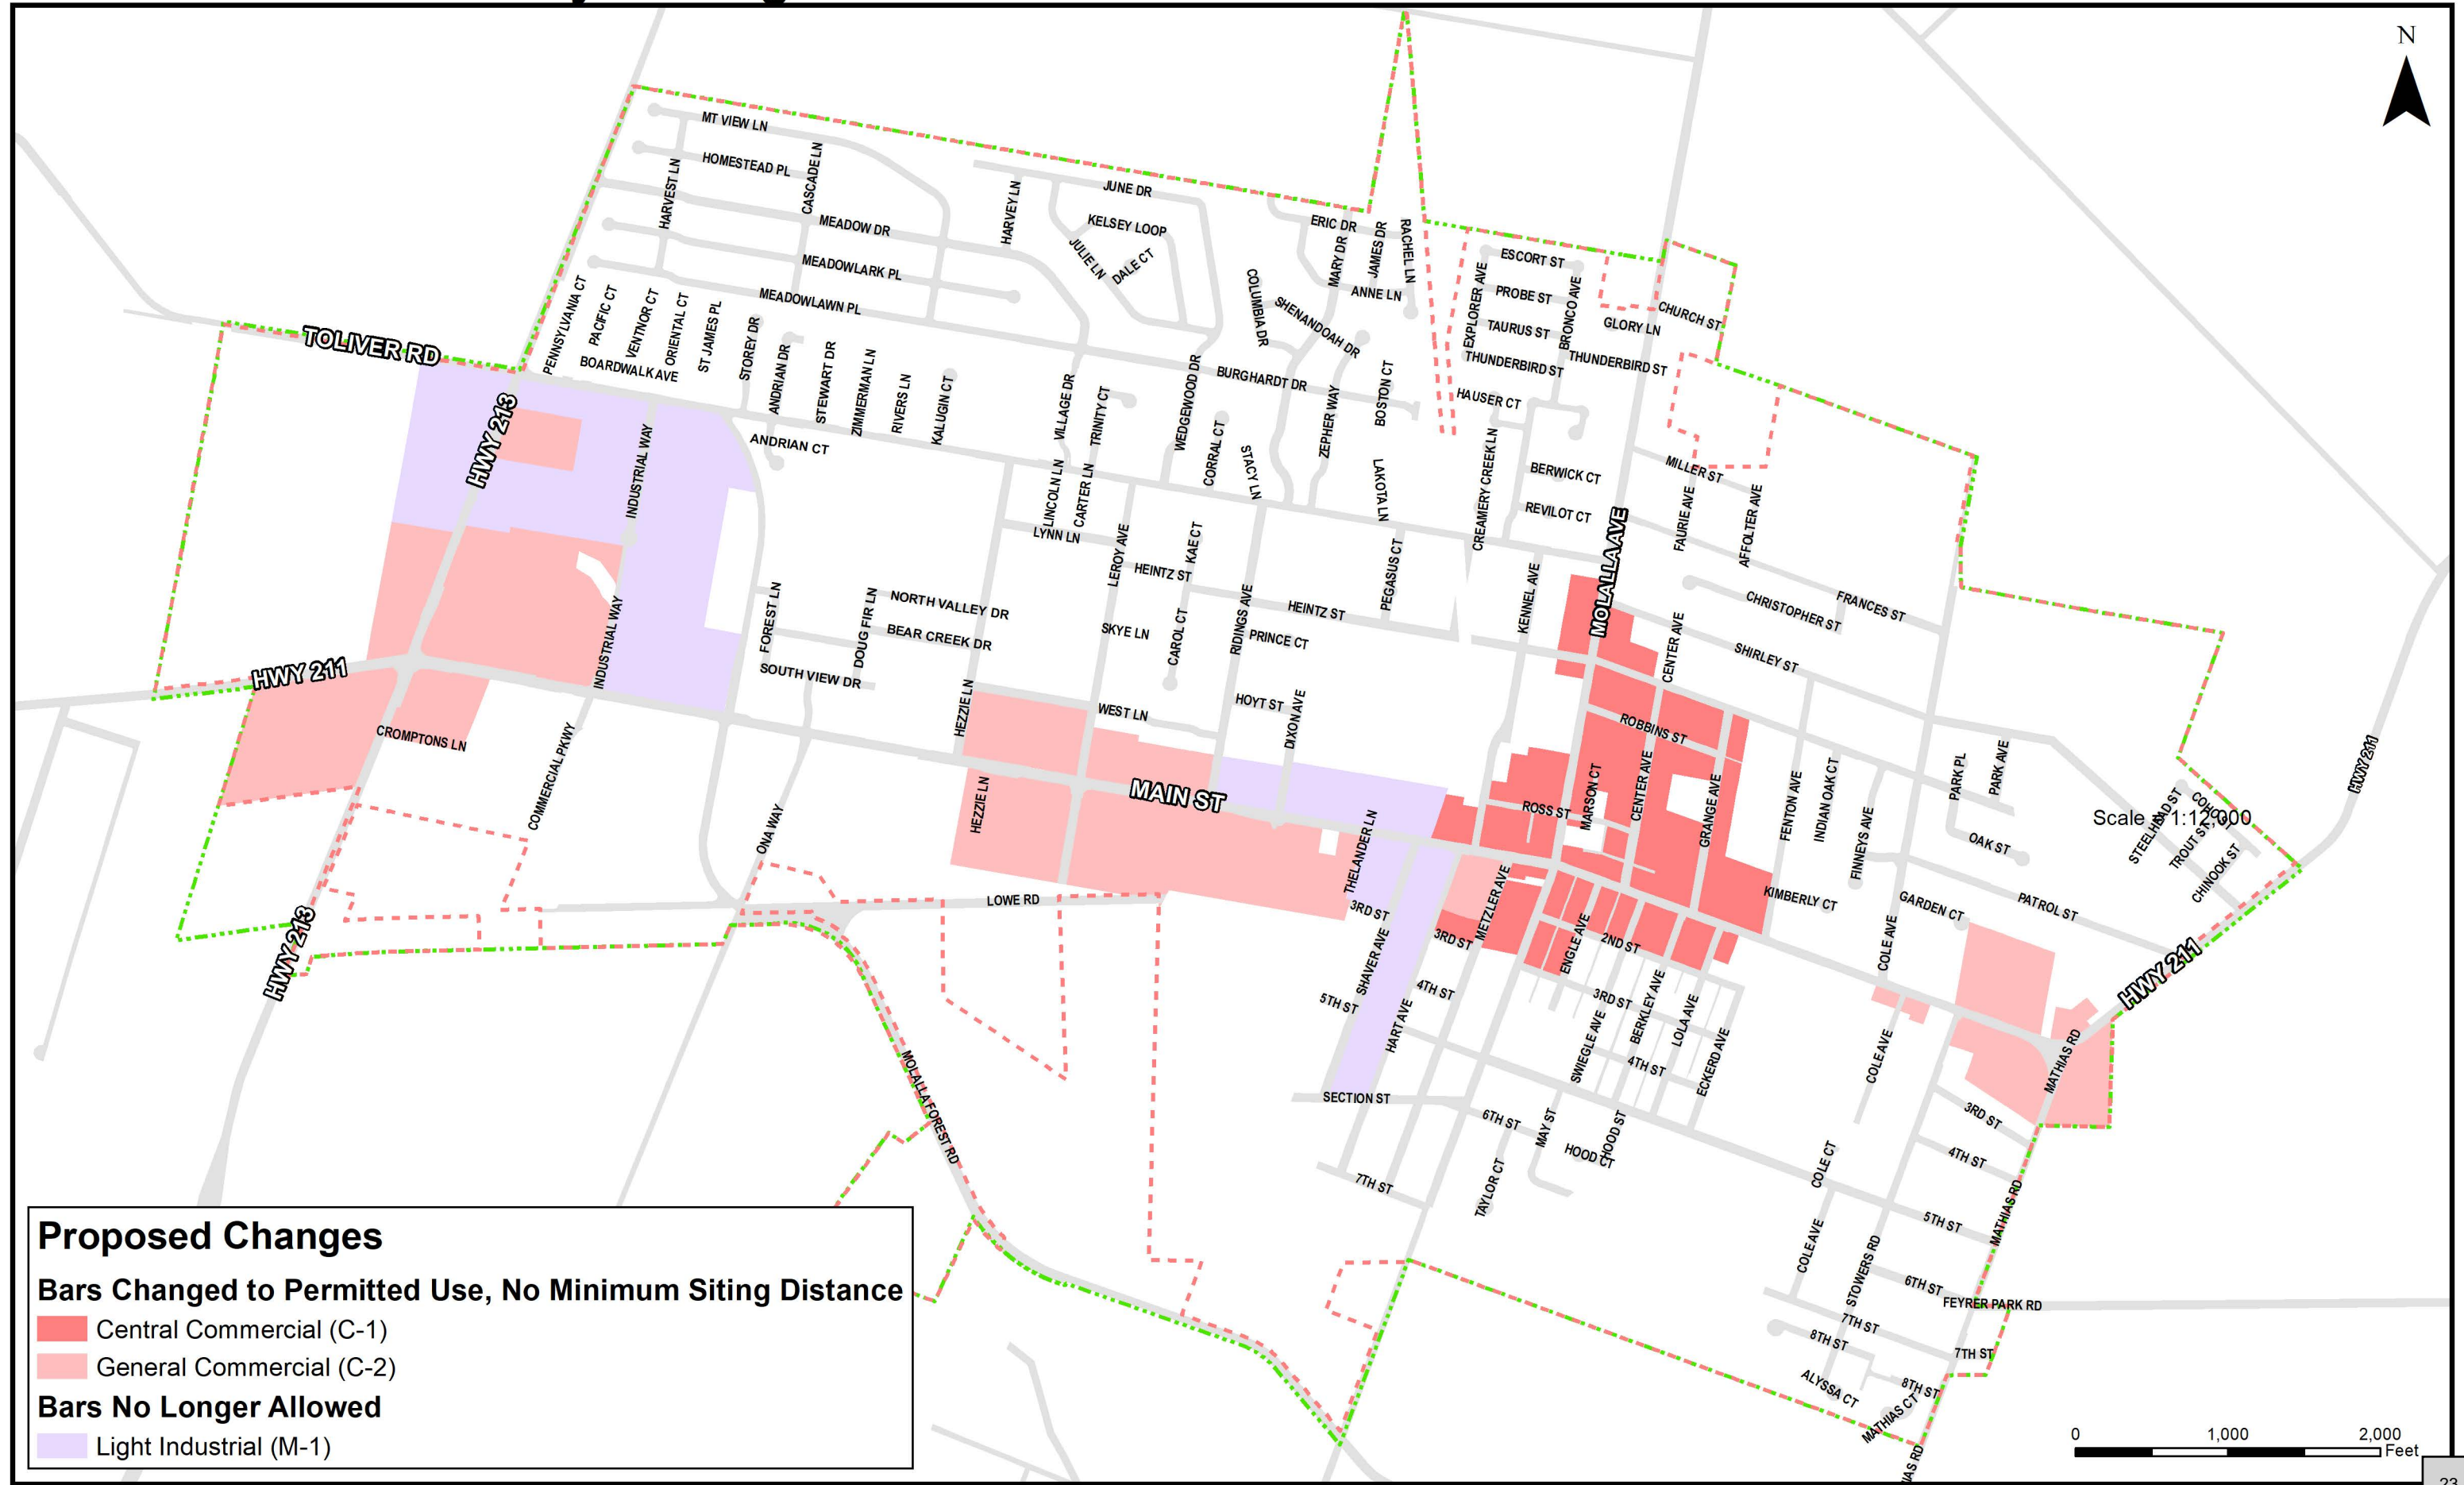 N
MT VIEW LN
HOMESTEAD PL
HARVEST LN
CASCADE LN
MEADOW DR
MEADOWLARK PL
MEADOWLAWN PL
HARVEY LN
JUNE DR
KELSEY LOOP
JULIE LN
DALE CT
ERIC DR
MARY DR
JAMES DR
RACHEL LN
ANNE LN
COLUMBIA DR
SHENANDOAH DR
ESCORT ST
PROBE ST
EXPLORER AVE
BRONCO AVE
TAURUS ST
THUNDERBIRD ST
THUNDERBIRD ST
GLORY LN
CHURCH ST
HAUSER CT
TOLIVER RD
PENNSYLVANIA CT
PACIFIC CT
VENTNOR CT
ORIENTAL CT
ST JAMES PL
BOARDWALK AVE
STOREY DR
ANDRIAN DR
STEWART DR
ZIMMERMAN LN
RIVERS LN
KALUGIN CT
ANDRIAN CT
VILLAGE DR
TRINITY CT
WEDGEWOOD DR
BURGHARDT DR
CORRAL CT
STACY LN
ZEPHER WAY
BOSTON CT
LAKOTA LN
CREAMERY CREEK LN
BERWICK CT
REVILOT CT
MILLER ST
FAURIE AVE
AFFOLTER AVE
MOLALLA AVE
HWY 213
INDUSTRIAL WAY
LINCOLN LN
CARTER LN
LYNN LN
LEROY AVE
KAE CT
HEINTZ ST
HEINTZ ST
PEGASUS CT
KENNEL AVE
CHRISTOPHER ST
FRANCES ST
CENTER AVE
SHIRLEY ST
INDUSTRIAL WAY
FOREST LN
DOUG FIR LN
NORTH VALLEY DR
BEAR CREEK DR
SOUTH VIEW DR
SKYE LN
CAROL CT
RIDINGS AVE
PRINCE CT
HOYT ST
DIXON AVE
WEST LN
HEZZIE LN
HWY 211
CROMPTONS LN
COMMERCIAL PKWY
ONA WAY
HEZZIE LN
MAIN ST
ROBBINS ST
ROSS ST
MARSON CT
CENTER AVE
GRANGE AVE
FENTON AVE
INDIAN OAK CT
FINNEYS AVE
PARK PL
PARK AVE
OAK ST
HWY 211
Scale = 1:12,000
STEELHEAD ST
COHO CT
TROUT ST
CHINOOK ST
THELANDER LN
LOWE RD
3RD ST
SHAVER AVE
5TH ST
METZLER AVE
3RD ST
4TH ST
HART AVE
ENGLE AVE
2ND ST
3RD ST
SWIEGLE AVE
BERKLEY AVE
LOLA AVE
4TH ST
ECKERD AVE
KIMBERLY CT
GARDEN CT
PATROL ST
COLE AVE
HWY 211
MATHIAS RD
COLE AVE
HWY 213
MOLALLA FOREST RD
SECTION ST
6TH ST
MAY ST
HOOD ST
HOOD CT
TAYLOR CT
7TH ST
3RD ST
4TH ST
COLE CT
MATHIAS RD
5TH ST
COLE AVE
STOWERS RD
6TH ST
FEYRER PARK RD
7TH ST
8TH ST
7TH ST
8TH ST
ALYSSA CT
MATHIAS CT
Proposed Changes
Bars Changed to Permitted Use, No Minimum Siting Distance
Central Commercial (C-1)
General Commercial (C-2)
Bars No Longer Allowed
Light Industrial (M-1)
0 1,000 2,000
Feet